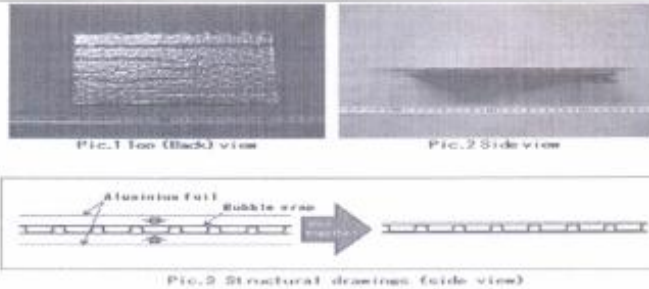 Pic.1 Top (Back) view
Pic.2 Side view
Aluminium foil
Bubble wrap
Pic.3 Structural drawings (side view)